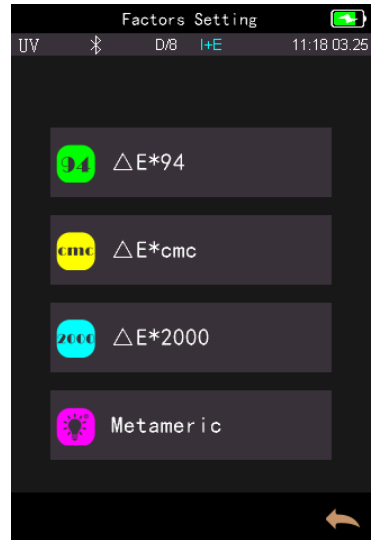 Factors Setting
UV D/8 I+E 11:18 03.25
94 △E*94
cmc △E*cmc
2000 △E*2000
Metameric